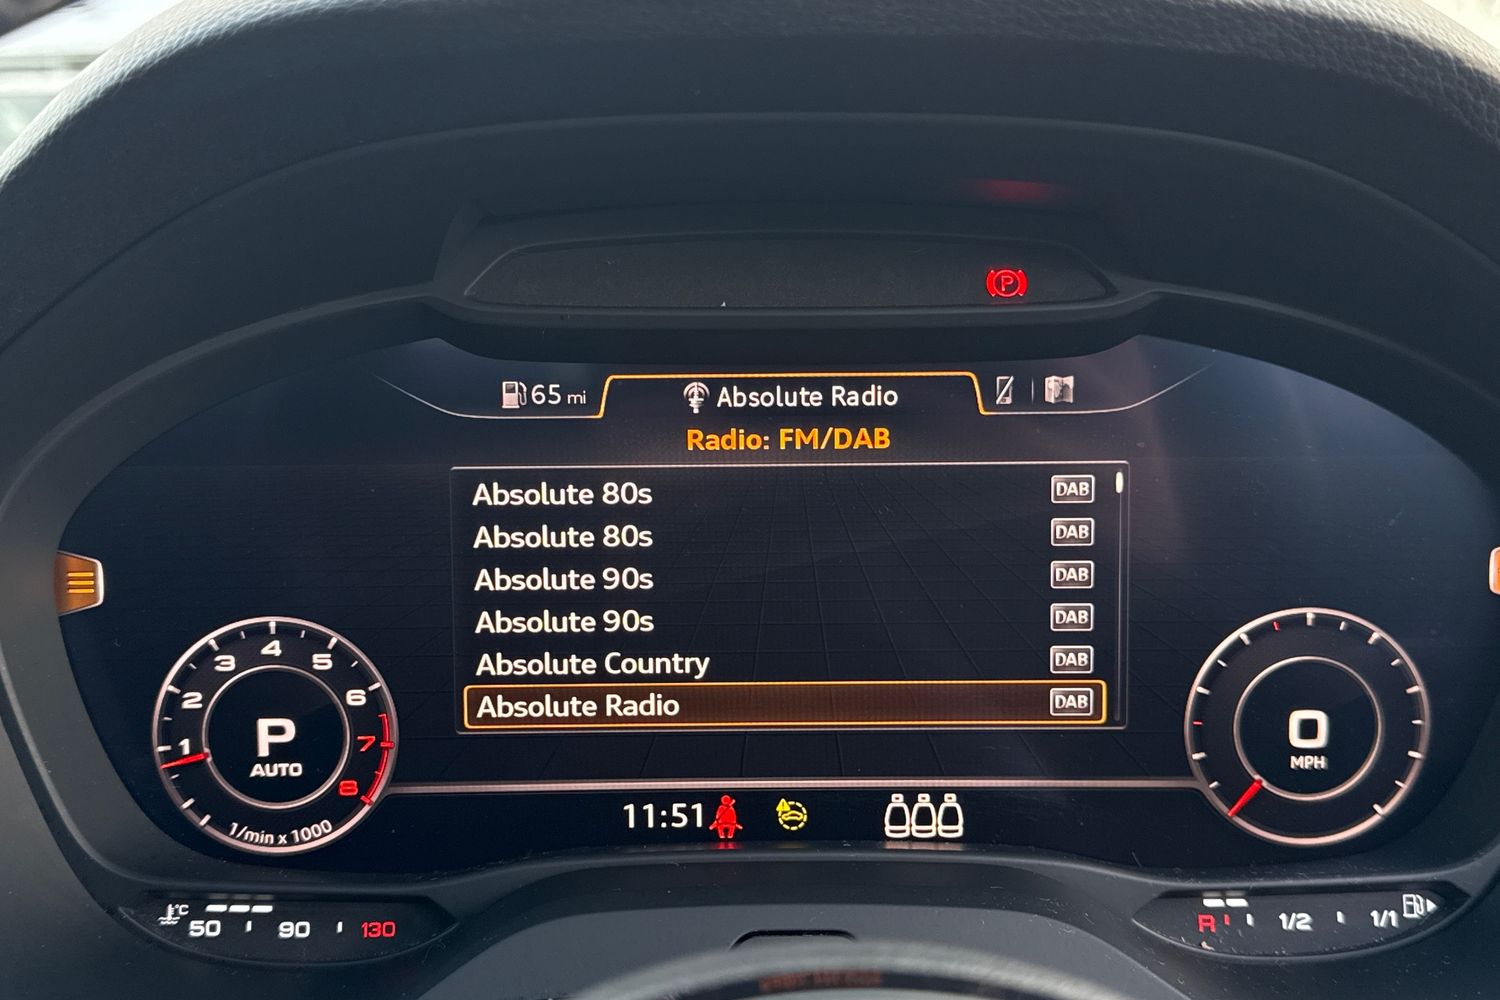 P
65 mi
Absolute Radio
Radio: FM/DAB
Absolute 80s DAB
Absolute 80s DAB
Absolute 90s DAB
Absolute 90s DAB
Absolute Country DAB
Absolute Radio DAB
1 2 3 4 5 6 7 8
P
AUTO
1/min x 1000
0
MPH
11:51
°C
50 90 130
R 1/2 1/1